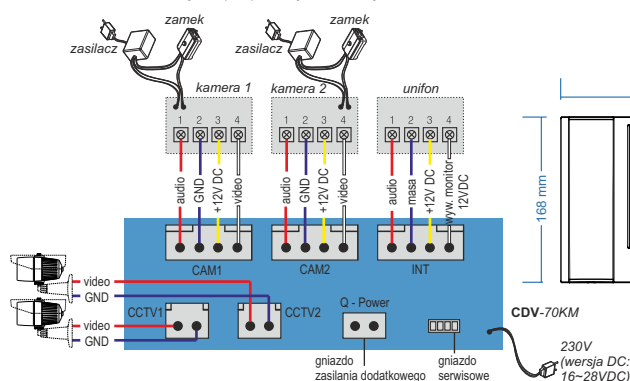 zamek
zasilacz
zamek
zasilacz
kamera 1
kamera 2
unifon
1 2 3 4
1 2 3 4
1 2 3 4
audio
GND
+12V DC
video
audio
GND
+12V DC
video
audio
masa
+12V DC
wyw. monitor
12VDC
168 mm
CAM1
CAM2
INT
video
GND
video
GND
CCTV1
CCTV2
Q - Power
CDV-70KM
gniazdo
zasilania dodatkowego
gniazdo
serwisowe
230V
(wersja DC:
16~28VDC)